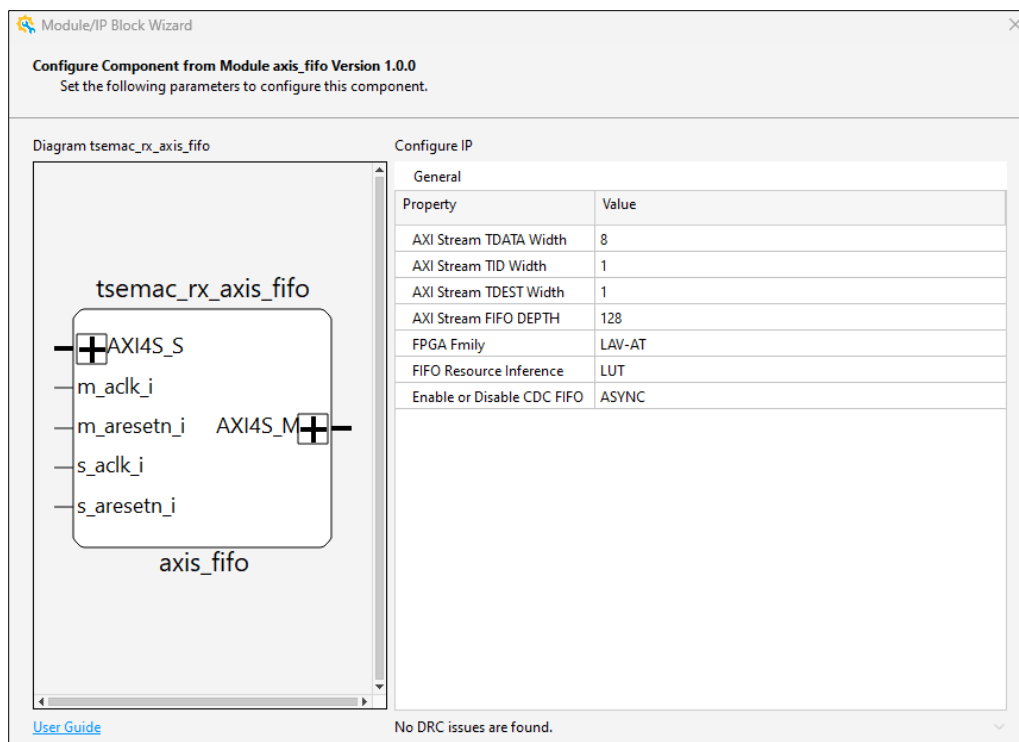 Module/IP Block Wizard
Configure Component from Module axis_fifo Version 1.0.0
Set the following parameters to configure this component.
Diagram tsemac_rx_axis_fifo
tsemac_rx_axis_fifo
AXI4S_S
m_aclk_i
m_aresetn_i AXI4S_M
s_aclk_i
s_aresetn_i
axis_fifo
User Guide
Configure IP
General
Property Value
AXI Stream TDATA Width 8
AXI Stream TID Width 1
AXI Stream TDEST Width 1
AXI Stream FIFO DEPTH 128
FPGA Fmily LAV-AT
FIFO Resource Inference LUT
Enable or Disable CDC FIFO ASYNC
No DRC issues are found.